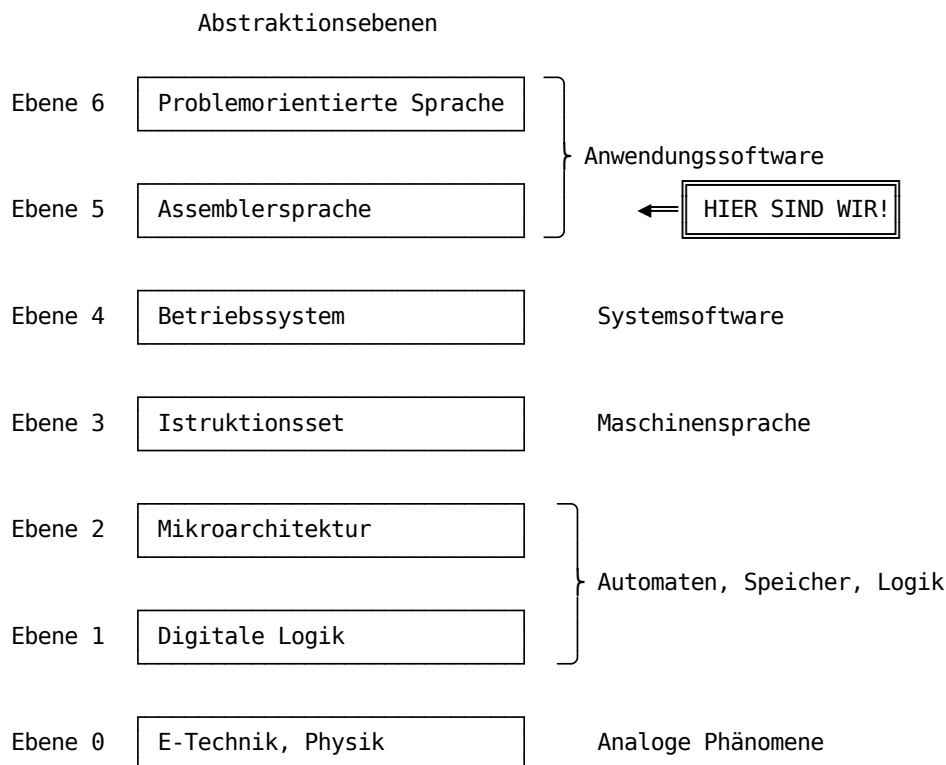 Abstraktionsebenen
Ebene 6 Problemorientierte Sprache
Anwendungssoftware
Ebene 5 Assemblersprache HIER SIND WIR!
Ebene 4 Betriebssystem Systemsoftware
Ebene 3 Istruktionsset Maschinensprache
Ebene 2 Mikroarchitektur
Automaten, Speicher, Logik
Ebene 1 Digitale Logik
Ebene 0 E-Technik, Physik Analoge Phänomene